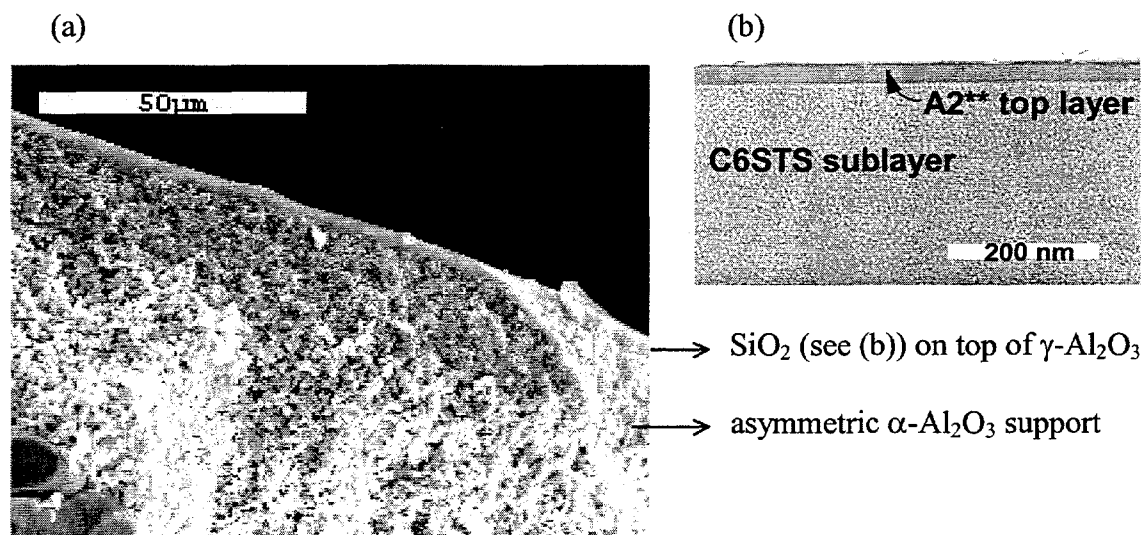 (a)
(b)
50µm
A2** top layer
C6STS sublayer
200 nm
SiO₂ (see (b)) on top of γ-Al₂O₃
asymmetric α-Al₂O₃ support